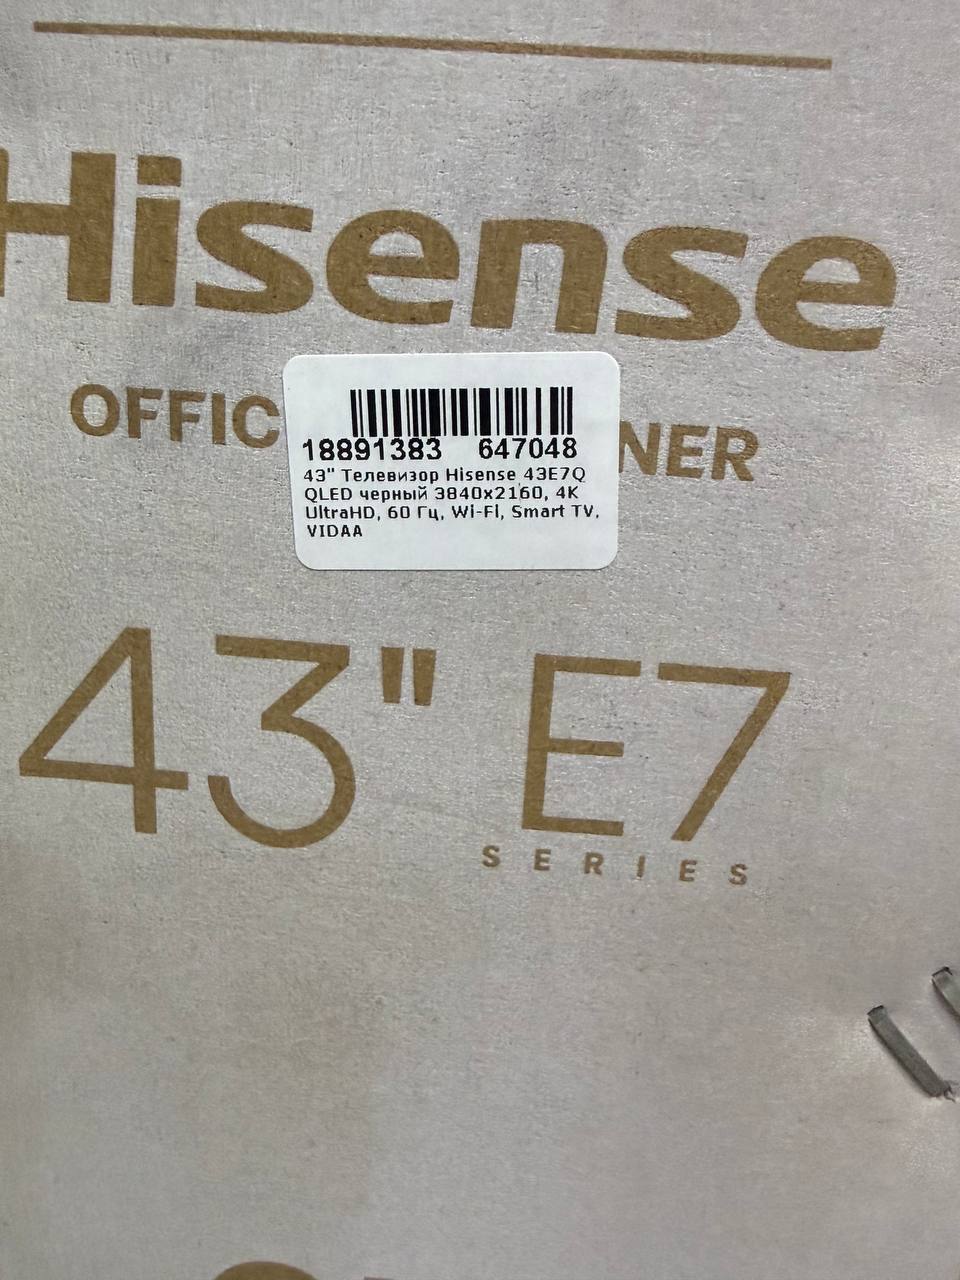 Hisense
OFFIC
NER
18891383 647048
43" Телевизор Hisense 43E7Q
QLED черный 3840x2160, 4K
UltraHD, 60 Гц, Wi-Fi, Smart TV,
VIDAA
43" E7
SERIES